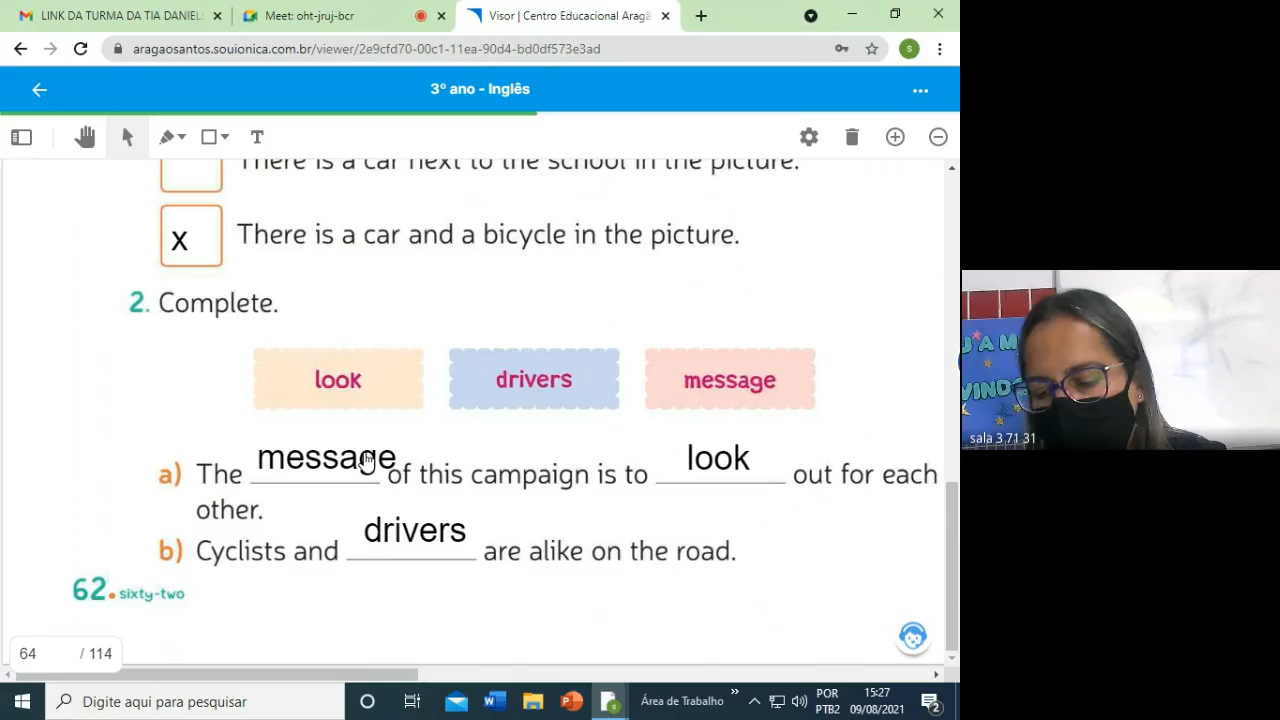 LINK DA TURMA DA TIA DANIEL
Meet: oht-jruj-bcr
Visor | Centro Educacional Aragã
aragaosantos.souionica.com.br/viewer/2e9cfd70-00c1-11ea-90d4-bd0df573e3ad
s
3º ano - Inglês
T
There is a car next to the school in the picture.
x There is a car and a bicycle in the picture.
2. Complete.
look drivers message
a) The message of this campaign is to look out for each
other.
b) Cyclists and drivers are alike on the road.
62. sixty-two
64 / 114
sala 3.71 31
Digite aqui para pesquisar
Área de Trabalho
POR
PTB2
15:27
09/08/2021
2